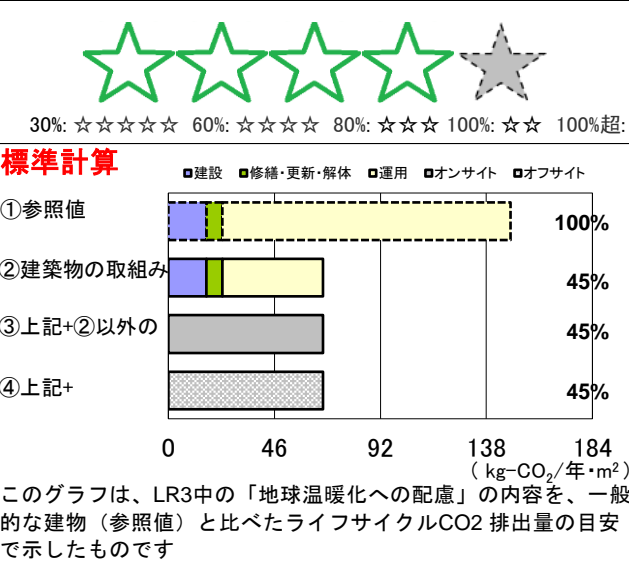 30%: ☆☆☆☆☆ 60%: ☆☆☆☆ 80%: ☆☆☆ 100%: ☆☆ 100%超:
標準計算
■建設 ■修繕・更新・解体 □運用 ■オンサイト □オフサイト
①参照値 100%
②建築物の取組み 45%
③上記+②以外の 45%
④上記+ 45%
0 46 92 138 184
( kg-CO₂/年・m²)
このグラフは、LR3中の「地球温暖化への配慮」の内容を、一般
的な建物（参照値）と比べたライフサイクルCO2 排出量の目安
で示したものです